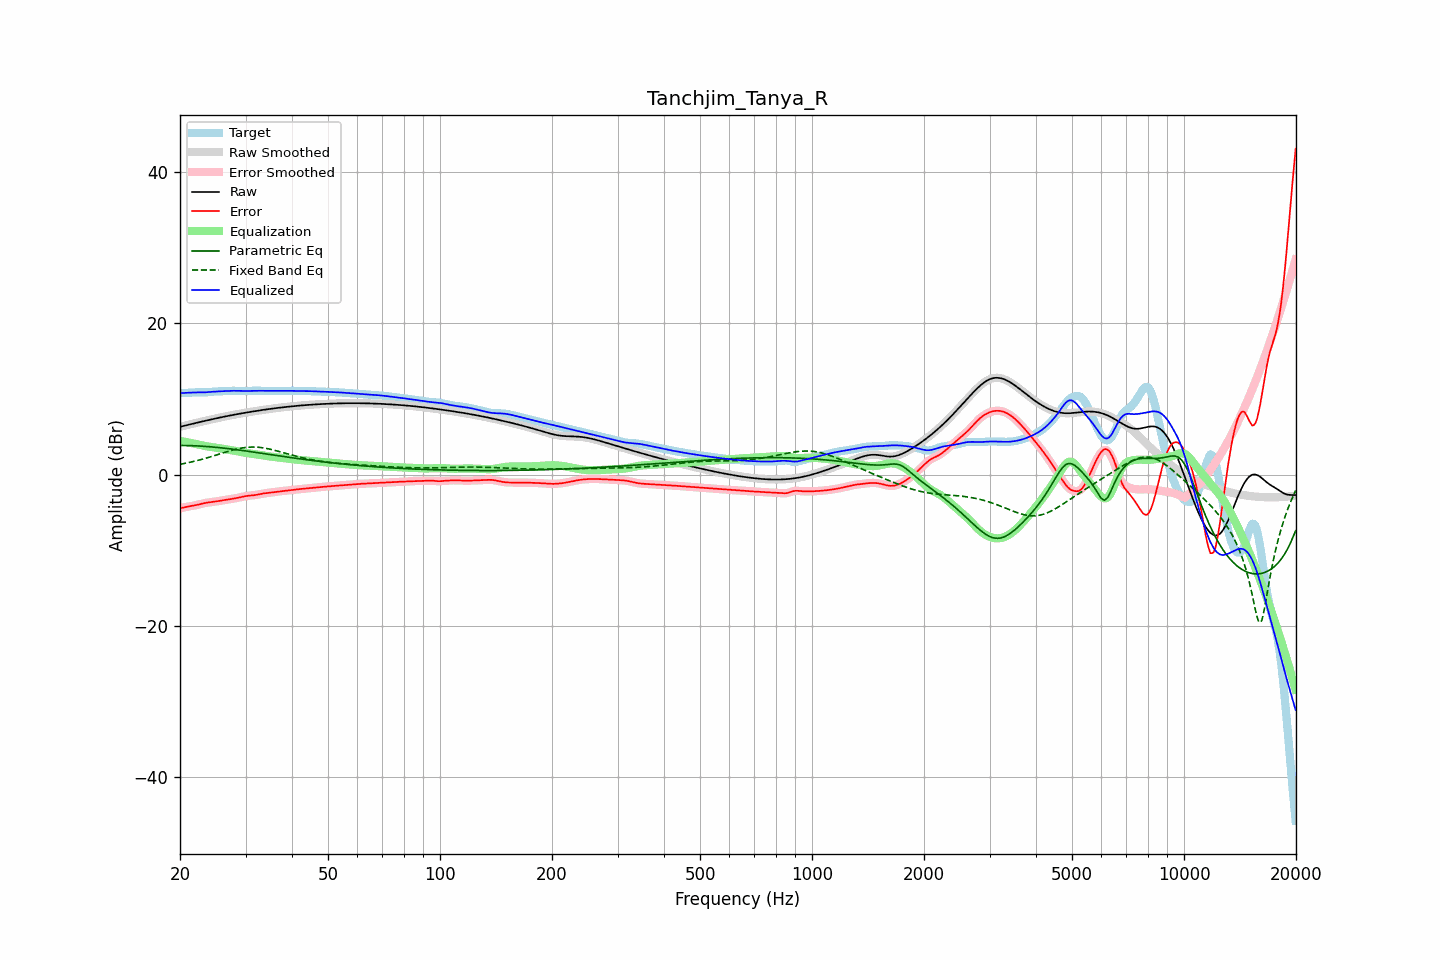 Tanchjim_Tanya_R
Target
Raw Smoothed
Error Smoothed
Raw
Error
Equalization
Parametric Eq
Fixed Band Eq
Equalized
40
20
0
−20
−40
Amplitude (dBr)
20 50 100 200 500 1000 2000 5000 10000 20000
Frequency (Hz)